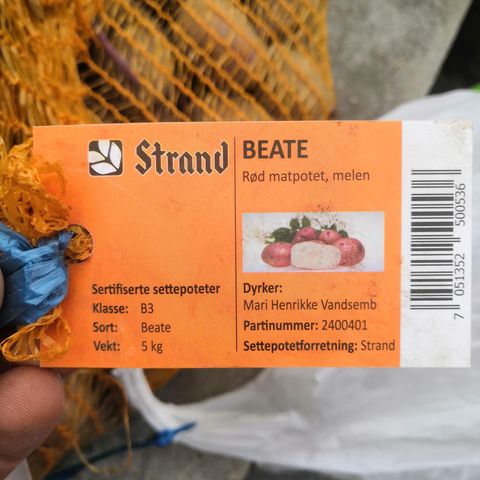 Strand
BEATE
Rød matpotet, melen
Sertifiserte settepoteter
Klasse: B3
Sort: Beate
Vekt: 5 kg
Dyrker:
Mari Henrikke Vandsemb
Partinummer: 2400401
Settepotetforretning: Strand
7 051352 500536